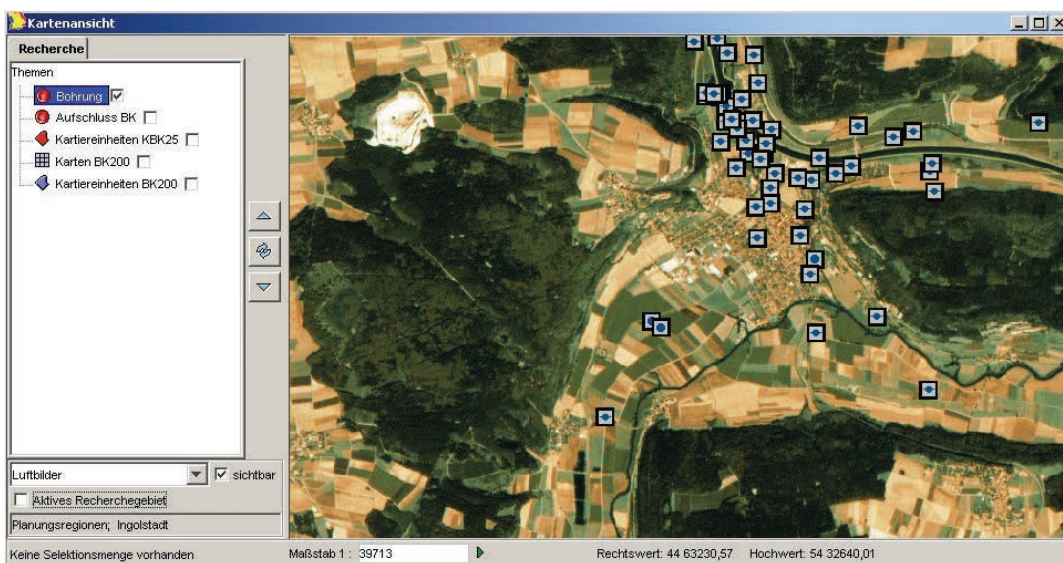 Kartenansicht
Recherche
Themen
Bohrung
Aufschluss BK
Kartiereinheiten KBK25
Karten BK200
Kartiereinheiten BK200
Luftbilder
sichtbar
Aktives Recherchegebiet
Planungsregionen; Ingolstadt
Keine Selektionsmenge vorhanden Maßstab 1 : 39713 Rechtswert: 44 63230,57 Hochwert: 54 32640,01